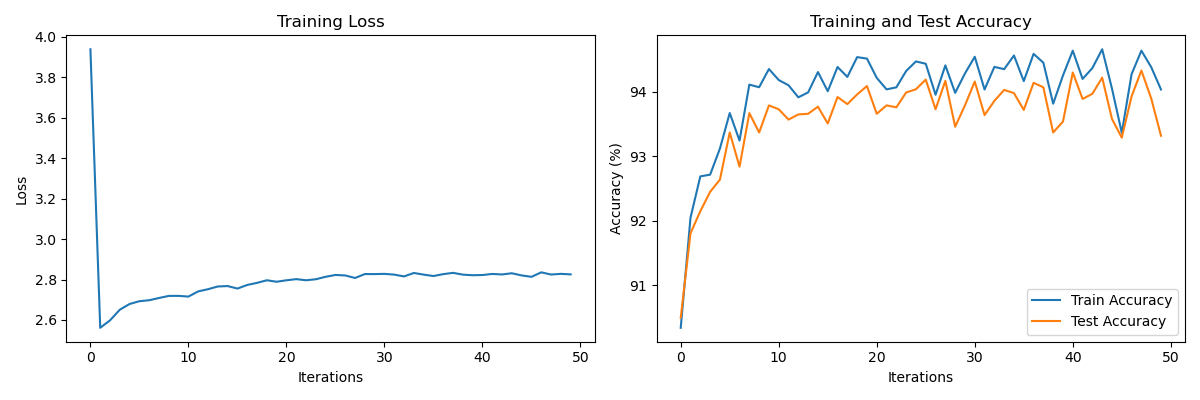 Training Loss
4.0
3.8
3.6
3.4
3.2
3.0
2.8
2.6
Loss
0 10 20 30 40 50
Iterations
Training and Test Accuracy
94
93
92
91
Accuracy (%)
Train Accuracy
Test Accuracy
0 10 20 30 40 50
Iterations